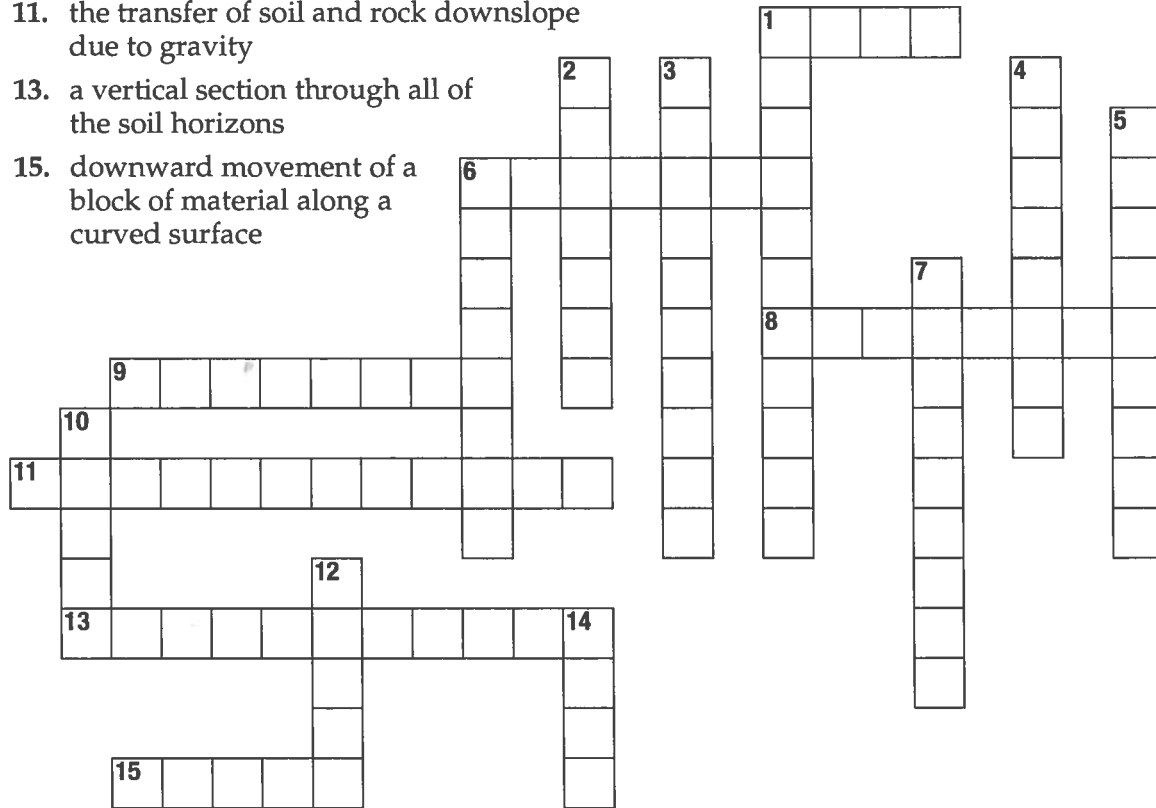 11. the transfer of soil and rock downslope
due to gravity
13. a vertical section through all of
the soil horizons
15. downward movement of a
block of material along a
curved surface
1
2
3
4
5
6
7
8
9
10
11
12
13
14
15